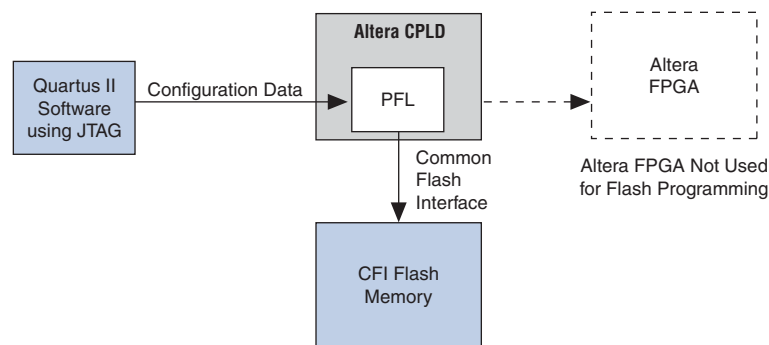 Altera CPLD
Quartus II
Software
using JTAG
Configuration Data
PFL
Altera
FPGA
Common
Flash
Interface
Altera FPGA Not Used
for Flash Programming
CFI Flash
Memory